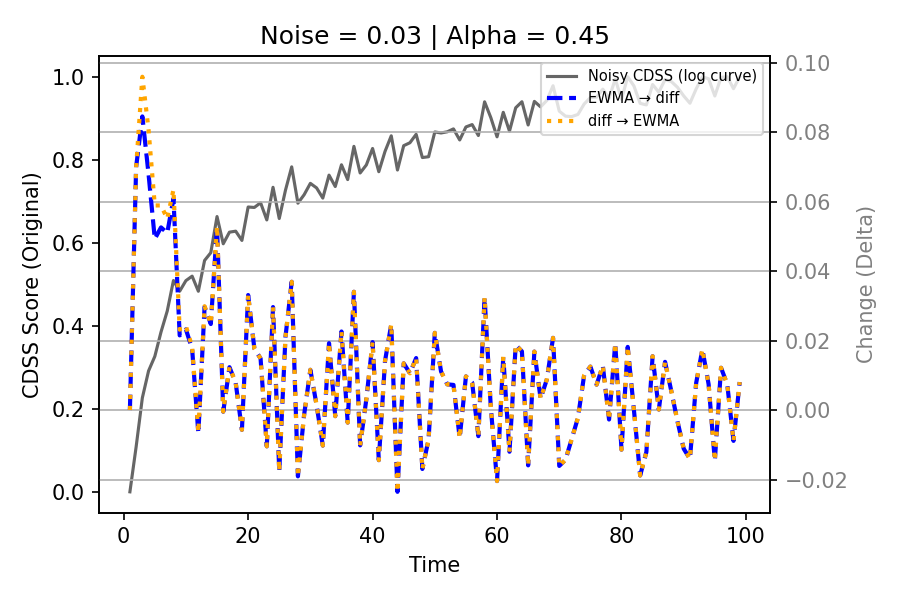 Noise = 0.03 | Alpha = 0.45
Noisy CDSS (log curve)
EWMA → diff
diff → EWMA
CDSS Score (Original)
1.0
0.8
0.6
0.4
0.2
0.0
0.10
0.08
0.06
0.04
0.02
0.00
−0.02
Change (Delta)
0
20
40
60
80
100
Time